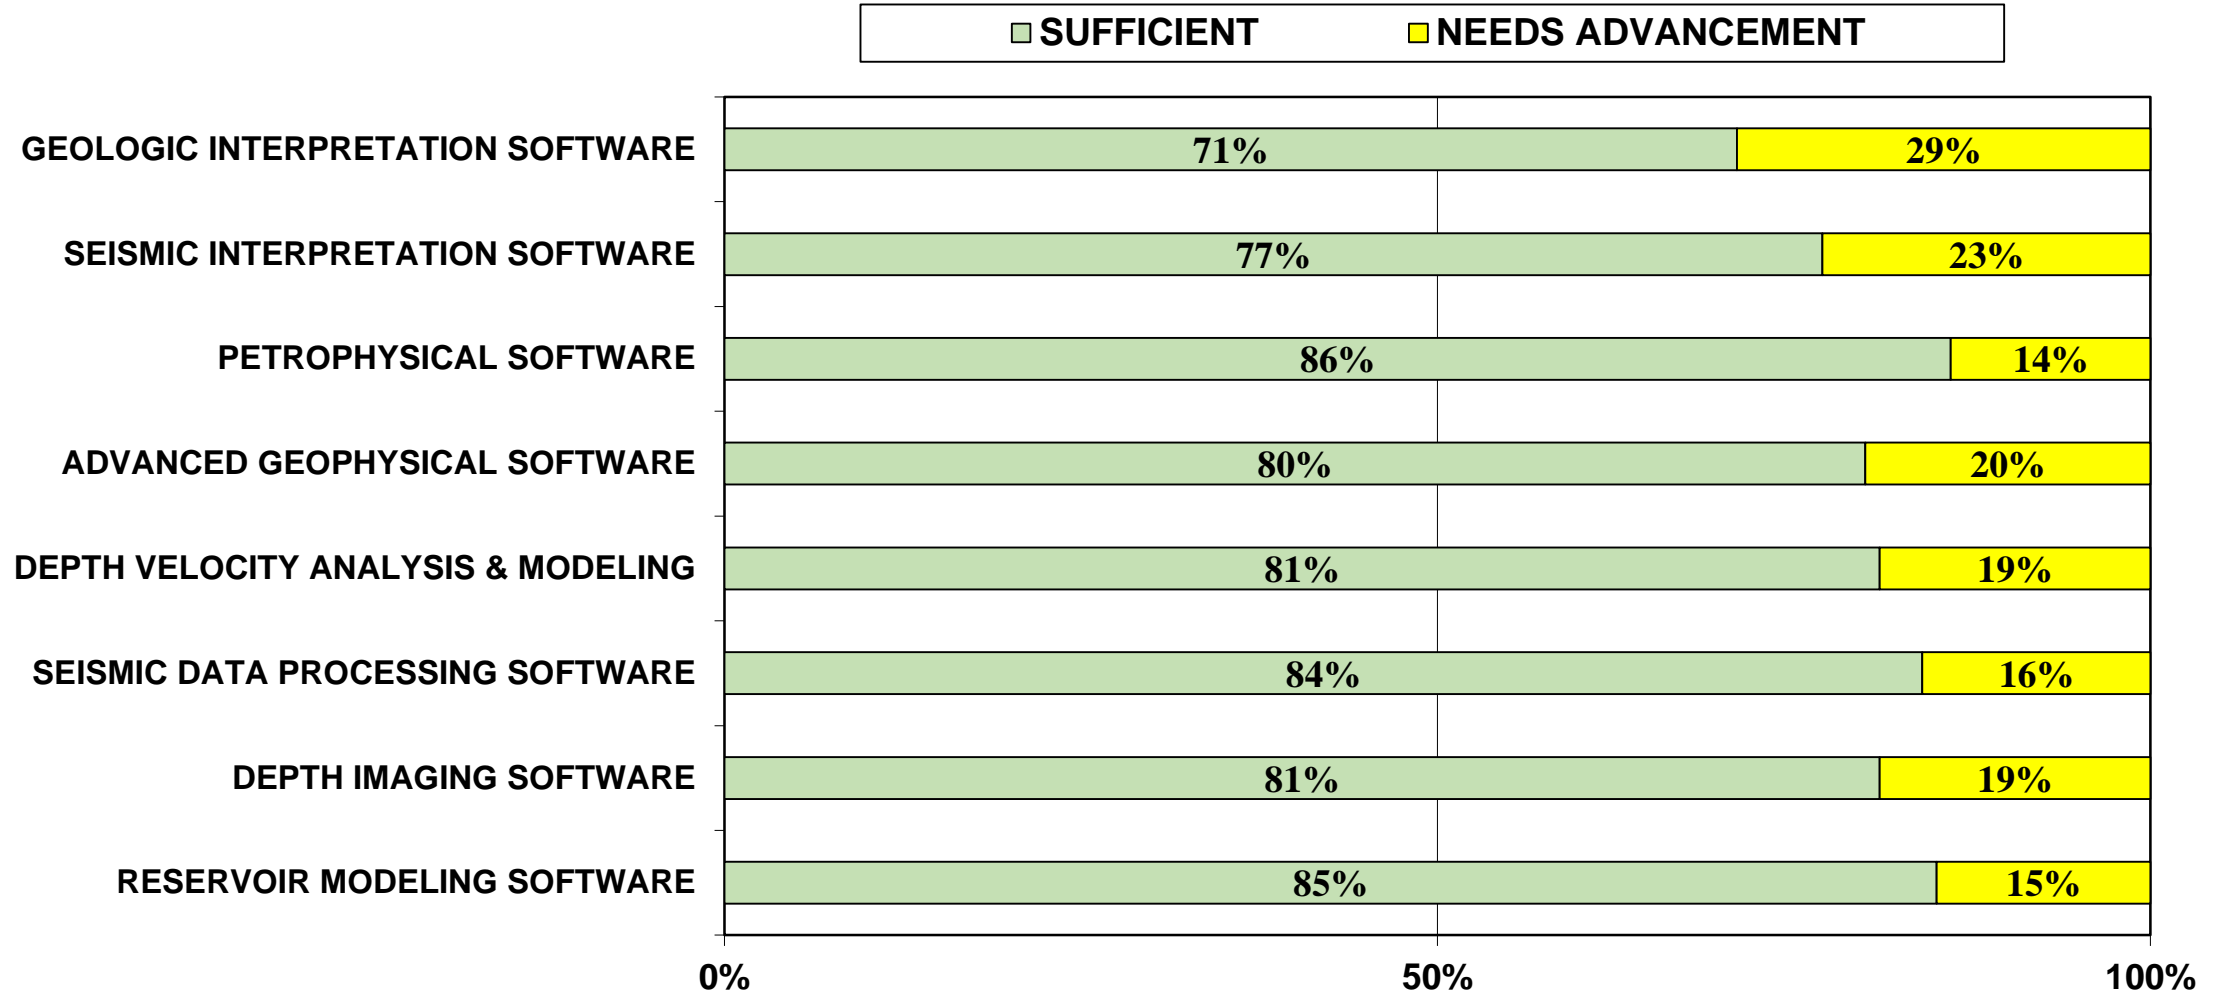 SUFFICIENT NEEDS ADVANCEMENT
GEOLOGIC INTERPRETATION SOFTWARE 71% 29%
SEISMIC INTERPRETATION SOFTWARE 77% 23%
PETROPHYSICAL SOFTWARE 86% 14%
ADVANCED GEOPHYSICAL SOFTWARE 80% 20%
DEPTH VELOCITY ANALYSIS & MODELING 81% 19%
SEISMIC DATA PROCESSING SOFTWARE 84% 16%
DEPTH IMAGING SOFTWARE 81% 19%
RESERVOIR MODELING SOFTWARE 85% 15%
0% 50% 100%